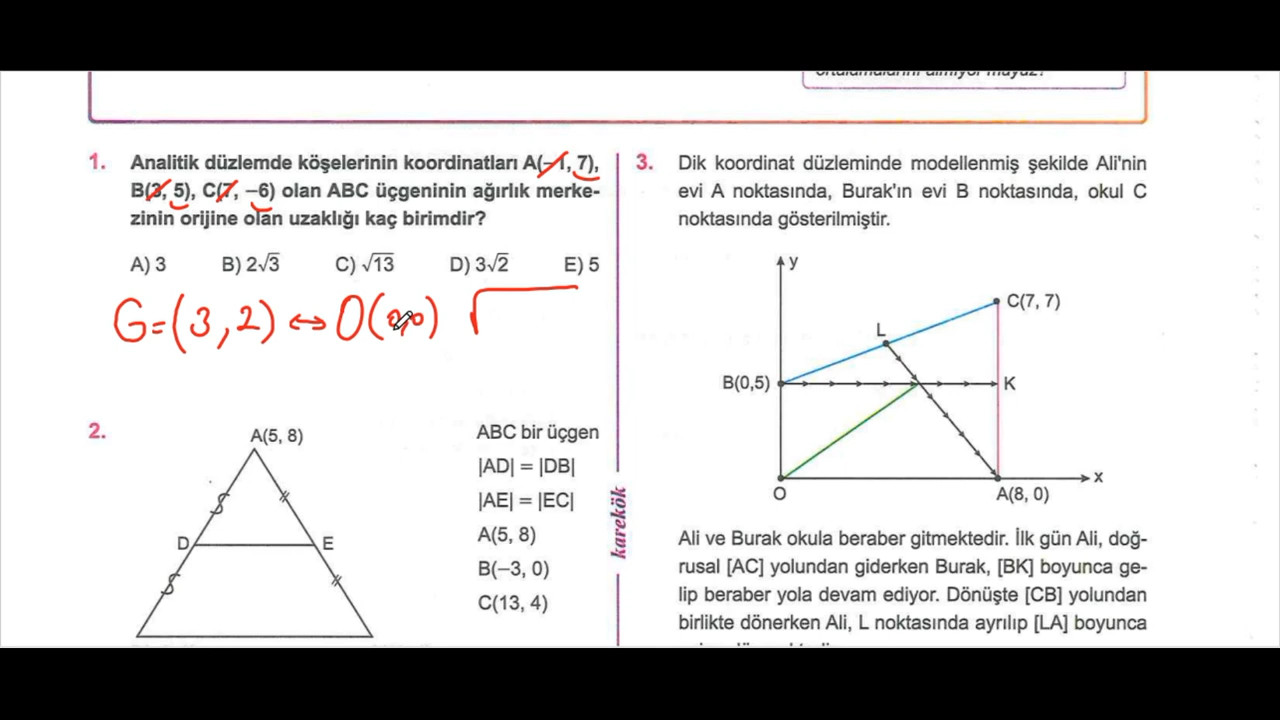 ortalamalarını almıyor muyuz?
1. Analitik düzlemde köşelerinin koordinatları A(−1, 7),
B(3, 5), C(7, −6) olan ABC üçgeninin ağırlık merke-
zinin orijine olan uzaklığı kaç birimdir?
A) 3 B) 2√3 C) √13 D) 3√2 E) 5
G=(3,2) ↔ O(0,0) √
2.
A(5, 8)
D
E
ABC bir üçgen
|AD| = |DB|
|AE| = |EC|
A(5, 8)
B(−3, 0)
C(13, 4)
karekök
3. Dik koordinat düzleminde modellenmiş şekilde Ali'nin
evi A noktasında, Burak'ın evi B noktasında, okul C
noktasında gösterilmiştir.
y
C(7, 7)
L
B(0,5)
K
x
O
A(8, 0)
Ali ve Burak okula beraber gitmektedir. İlk gün Ali, doğ-
rusal [AC] yolundan giderken Burak, [BK] boyunca ge-
lip beraber yola devam ediyor. Dönüşte [CB] yolundan
birlikte dönerken Ali, L noktasında ayrılıp [LA] boyunca